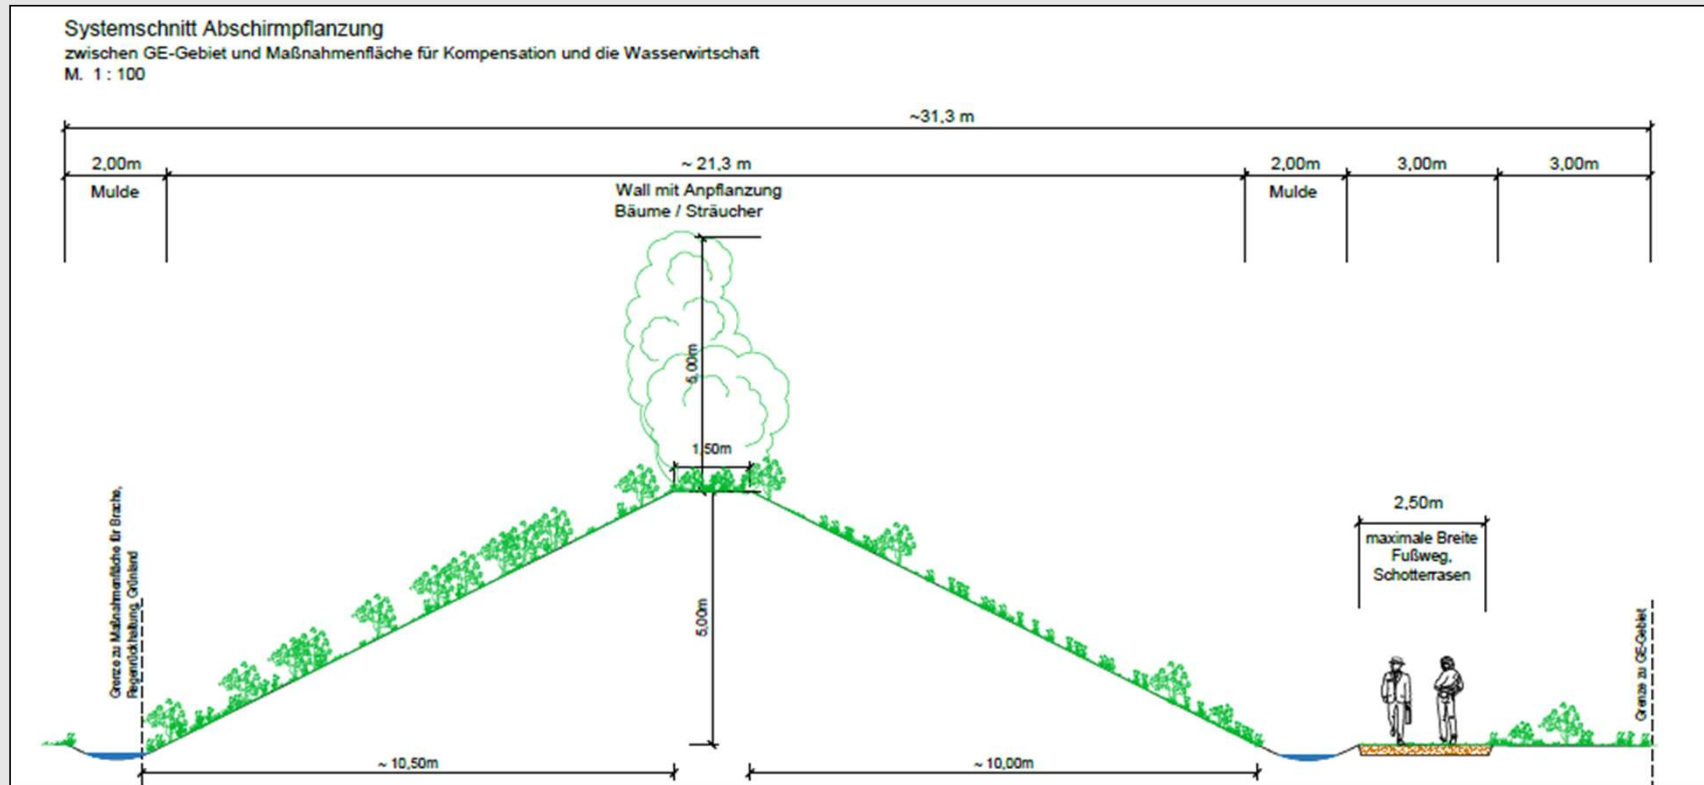 Systemschnitt Abschirmpflanzung
zwischen GE-Gebiet und Maßnahmenfläche für Kompensation und die Wasserwirtschaft
M. 1 : 100
~31,3 m
2,00m
~ 21,3 m
2,00m
3,00m
3,00m
Mulde
Wall mit Anpflanzung
Bäume / Sträucher
Mulde
5,00m
1,50m
Grenze zu Maßnahmenfläche für Brache,
Regenrückhaltung, Grünland
2,50m
maximale Breite
Fußweg,
Schotterrasen
5,00m
Grenze zu GE-Gebiet
~ 10,50m
~ 10,00m